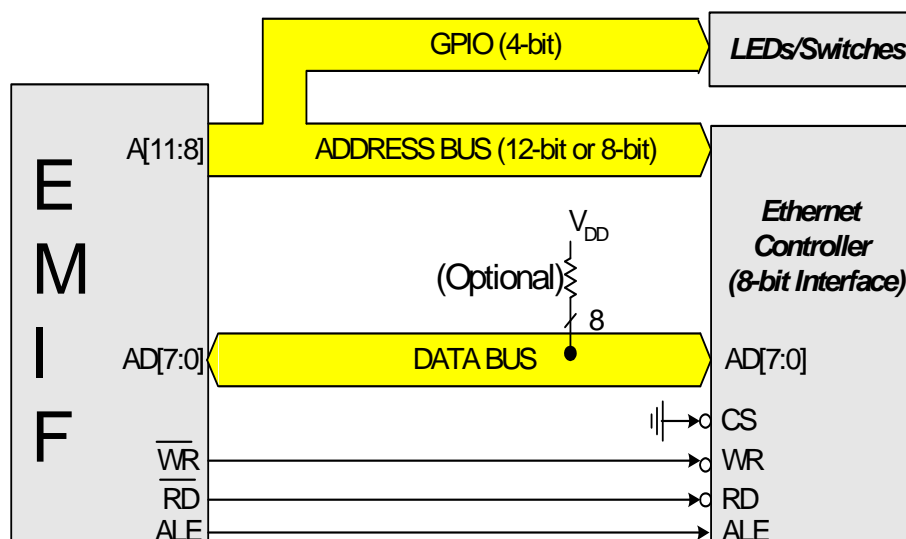 GPIO (4-bit)
LEDs/Switches
A[11:8]
ADDRESS BUS (12-bit or 8-bit)
E
M
I
F
Ethernet
Controller
(8-bit Interface)
VDD
(Optional)
8
AD[7:0]
DATA BUS
AD[7:0]
CS
WR
WR
RD
RD
ALE
ALE